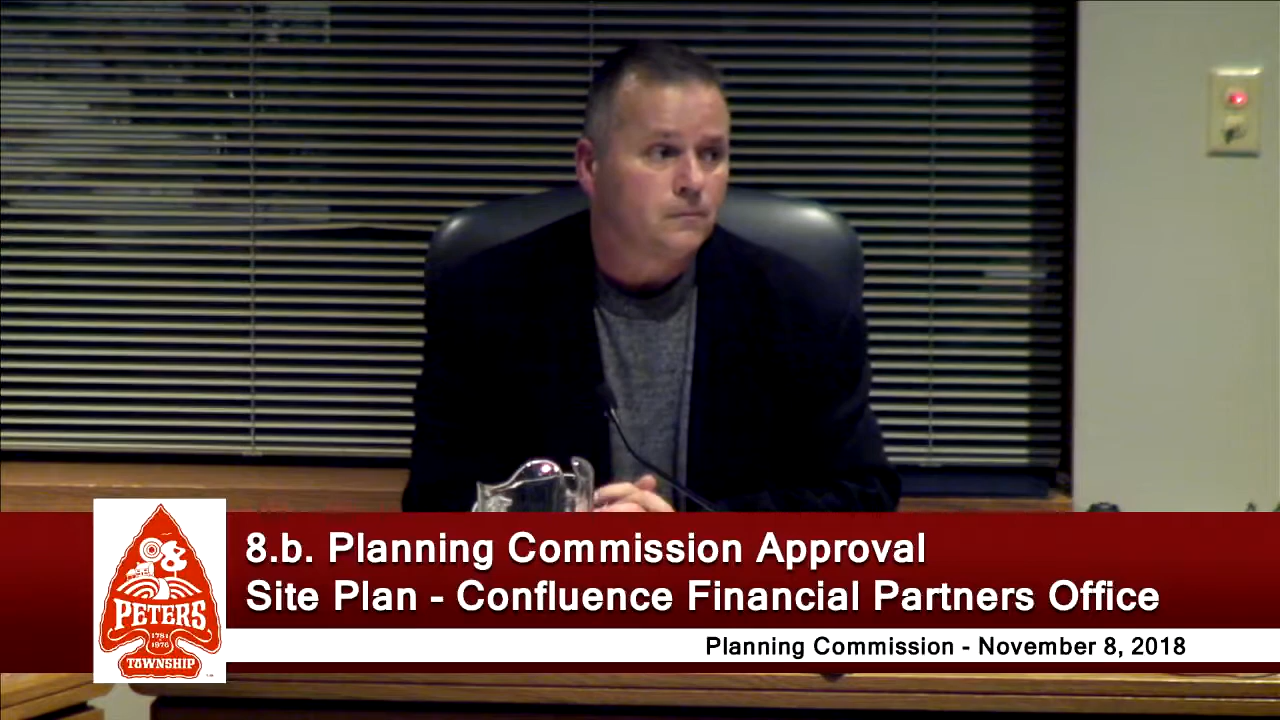 8.b. Planning Commission Approval
Site Plan - Confluence Financial Partners Office
Planning Commission - November 8, 2018
PETERS
1781
1976
TOWNSHIP